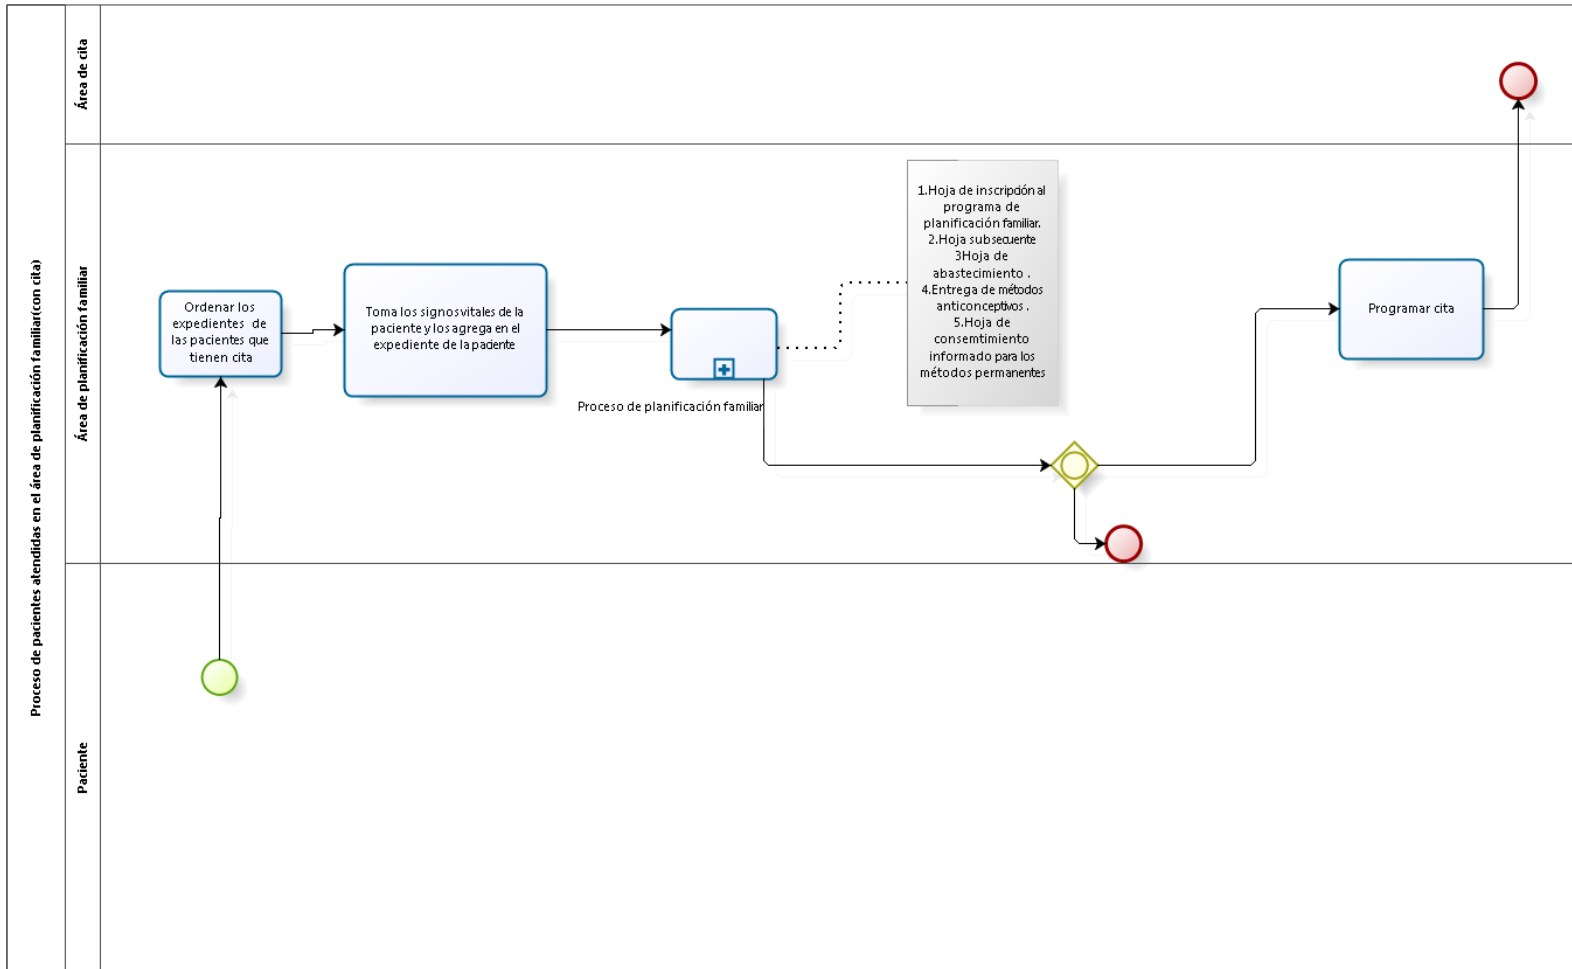 Proceso de pacientes atendidas en el área de planificación familiar(con cita)
Área de cita
Área de planificación familiar
Paciente
Ordenar los
expedientes de
las pacientes que
tienen cita
Toma los signosvitales de la
paciente y los agrega en el
expediente de la paciente
Proceso de planificación familiar
1.Hoja de inscripción al
programa de
planificación familiar.
2.Hoja subsecuente
3Hoja de
abastecimiento .
4.Entrega de métodos
anticonceptivos .
5.Hoja de
consemtimiento
informado para los
métodos permanentes
Programar cita